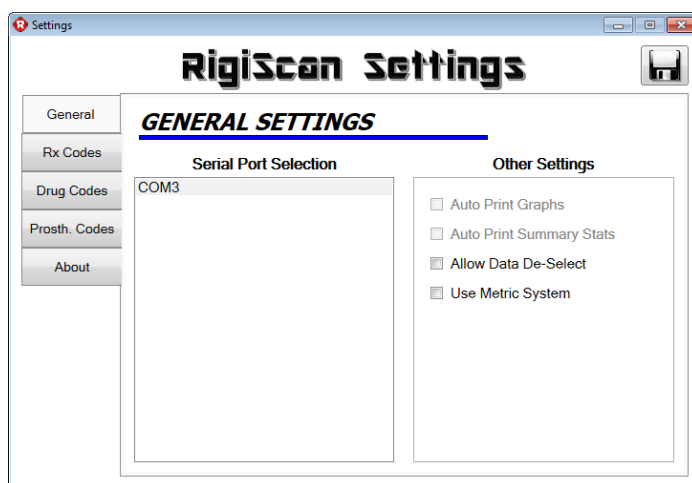 Settings
RigiScan Settings
General
Rx Codes
Drug Codes
Prosth. Codes
About
GENERAL SETTINGS
Serial Port Selection
COM3
Other Settings
Auto Print Graphs
Auto Print Summary Stats
Allow Data De-Select
Use Metric System